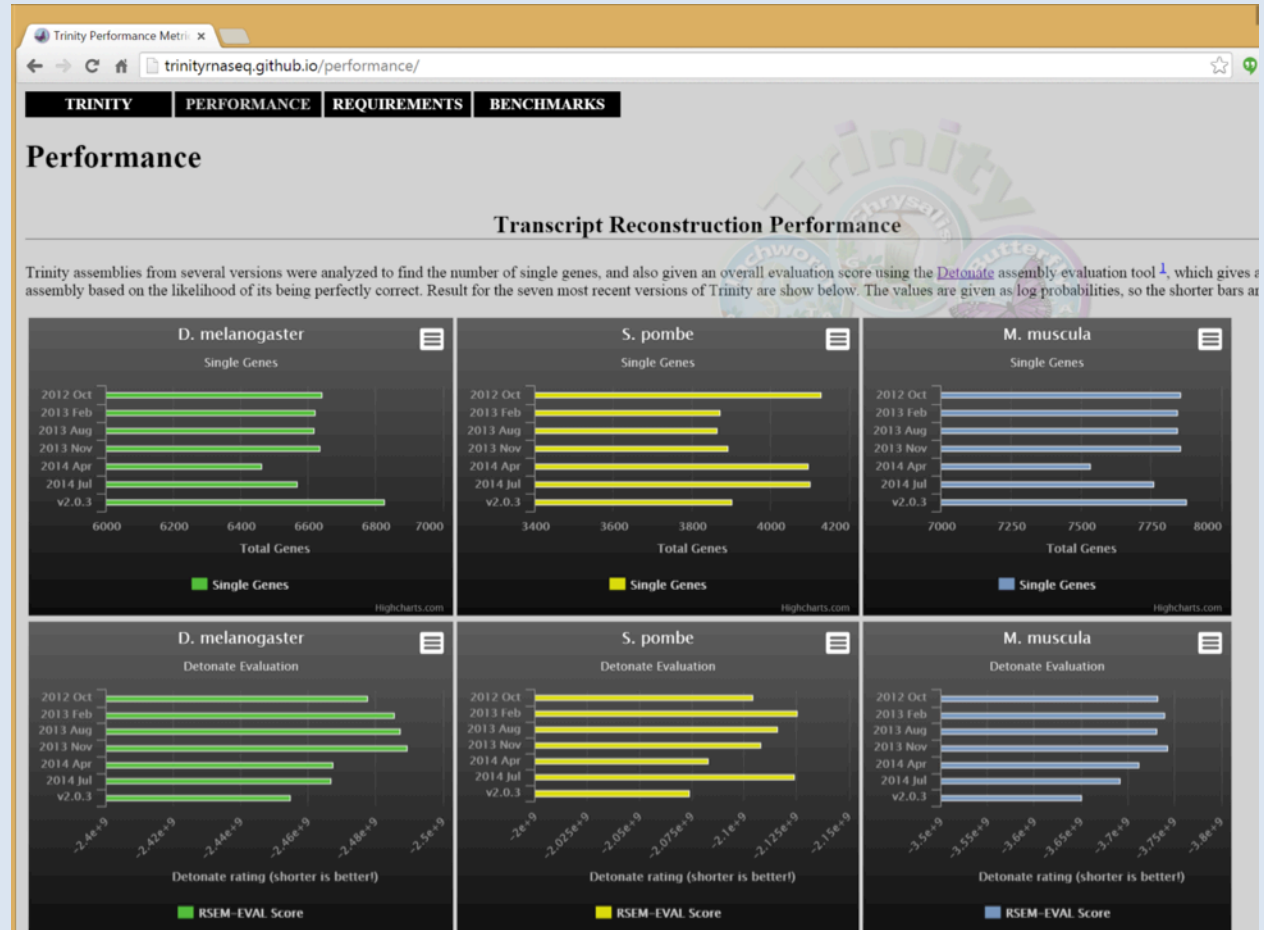 Trinity Performance Metri
trinityrnaseq.github.io/performance/
TRINITY PERFORMANCE REQUIREMENTS BENCHMARKS
Performance
Trinity
Chrysalis
Transcript Reconstruction Performance
Trinity assemblies from several versions were analyzed to find the number of single genes, and also given an overall evaluation score using the Detonate assembly evaluation tool 1, which gives a
assembly based on the likelihood of its being perfectly correct. Result for the seven most recent versions of Trinity are show below. The values are given as log probabilities, so the shorter bars ar
D. melanogaster
Single Genes
2012 Oct
2013 Feb
2013 Aug
2013 Nov
2014 Apr
2014 Jul
v2.0.3
6000 6200 6400 6600 6800 7000
Total Genes
Single Genes
Highcharts.com
S. pombe
Single Genes
2012 Oct
2013 Feb
2013 Aug
2013 Nov
2014 Apr
2014 Jul
v2.0.3
3400 3600 3800 4000 4200
Total Genes
Single Genes
Highcharts.com
M. muscula
Single Genes
2012 Oct
2013 Feb
2013 Aug
2013 Nov
2014 Apr
2014 Jul
v2.0.3
7000 7250 7500 7750 8000
Total Genes
Single Genes
Highcharts.com
D. melanogaster
Detonate Evaluation
2012 Oct
2013 Feb
2013 Aug
2013 Nov
2014 Apr
2014 Jul
v2.0.3
-2.4e+9 -2.42e+9 -2.44e+9 -2.46e+9 -2.48e+9 -2.5e+9
Detonate rating (shorter is better!)
RSEM-EVAL Score
S. pombe
Detonate Evaluation
2012 Oct
2013 Feb
2013 Aug
2013 Nov
2014 Apr
2014 Jul
v2.0.3
-2e+9 -2.025e+9 -2.05e+9 -2.075e+9 -2.1e+9 -2.125e+9 -2.15e+9
Detonate rating (shorter is better!)
RSEM-EVAL Score
M. muscula
Detonate Evaluation
2012 Oct
2013 Feb
2013 Aug
2013 Nov
2014 Apr
2014 Jul
v2.0.3
-3.5e+9 -3.55e+9 -3.6e+9 -3.65e+9 -3.7e+9 -3.75e+9 -3.8e+9
Detonate rating (shorter is better!)
RSEM-EVAL Score